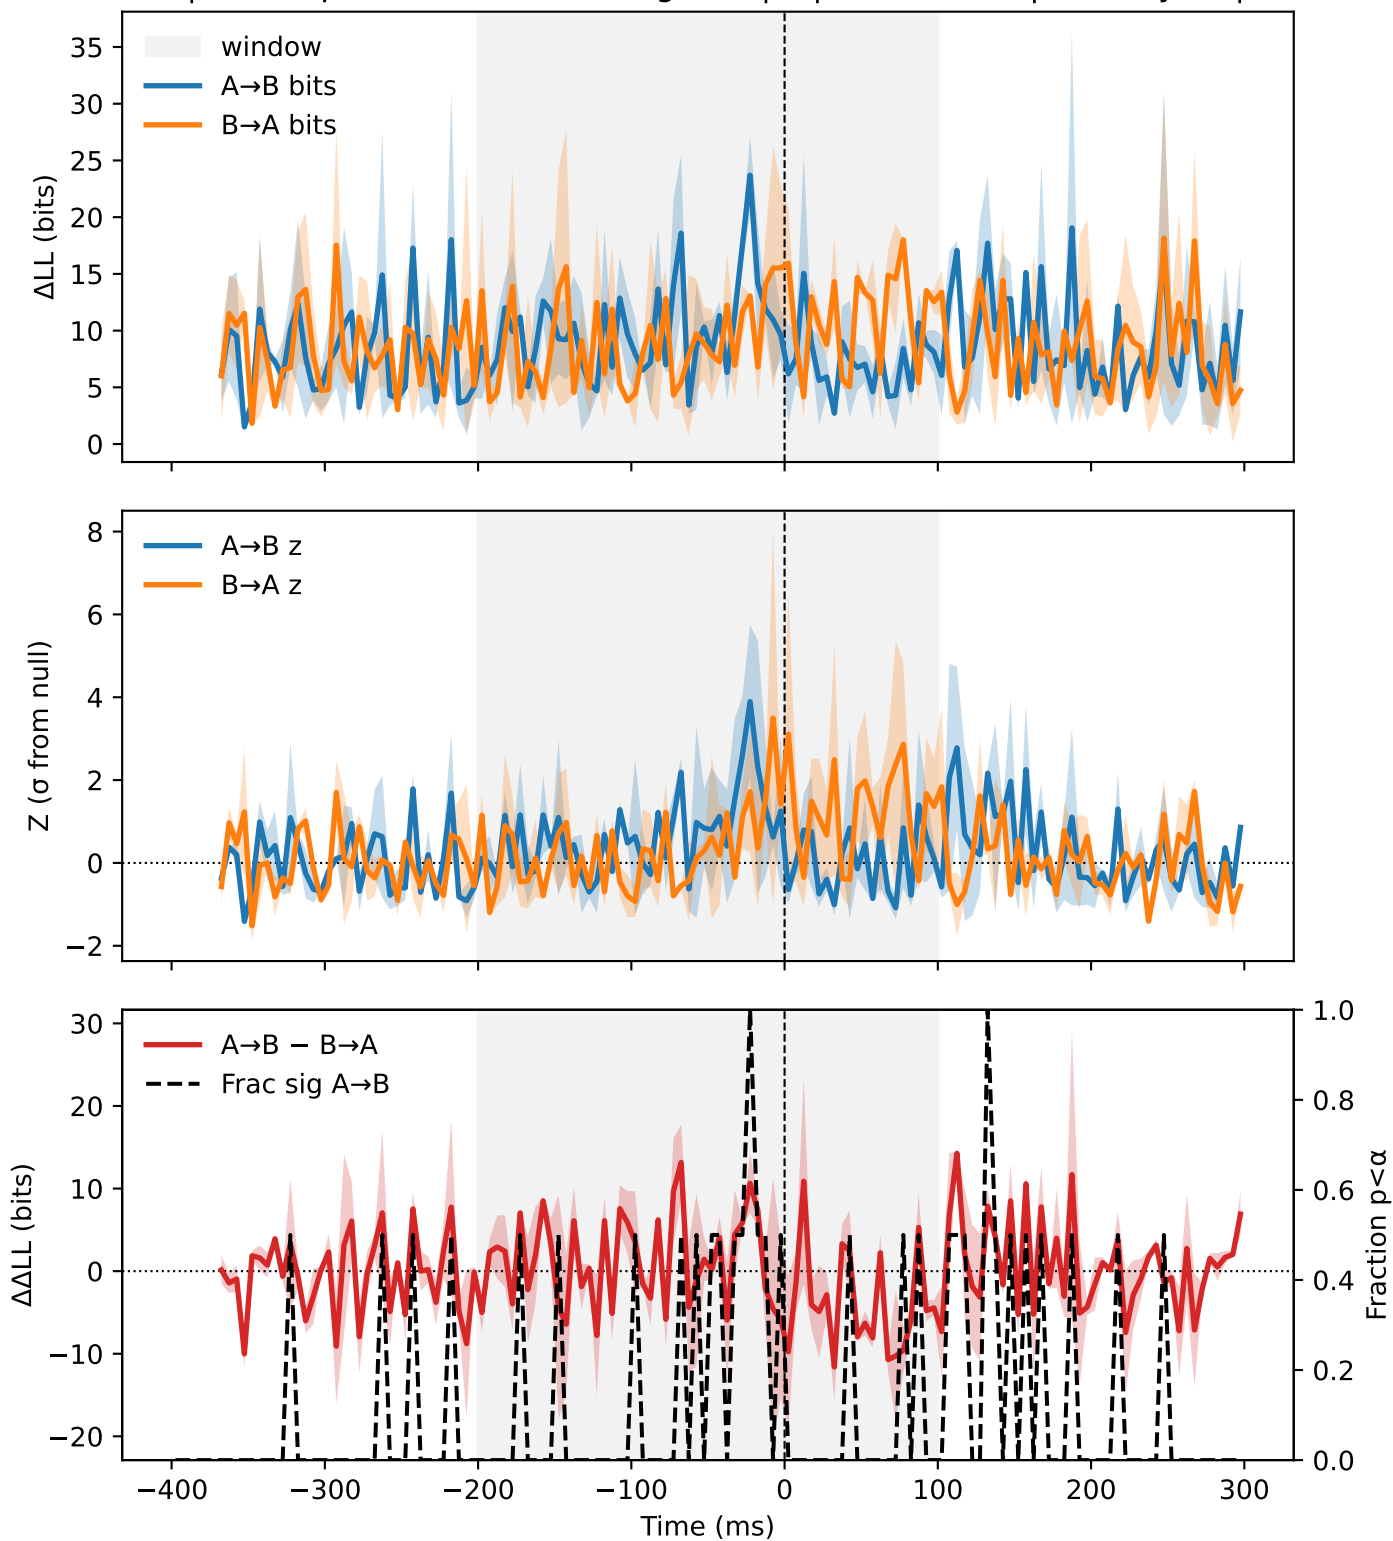 window
A→B bits
B→A bits
ΔLL (bits)
35
30
25
20
15
10
5
0
A→B z
B→A z
Z (σ from null)
8
6
4
2
0
−2
A→B − B→A
Frac sig A→B
ΔΔLL (bits)
30
20
10
0
−10
−20
1.0
0.8
0.6
0.4
0.2
0.0
Fraction p<α
−400 −300 −200 −100 0 100 200 300
Time (ms)